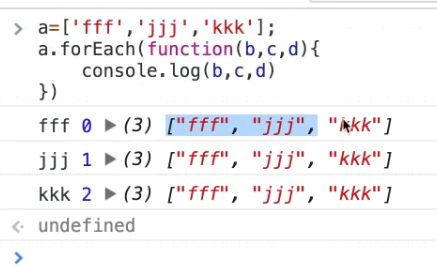 > a=['fff','jjj','kkk'];
a.forEach(function(b,c,d){
    console.log(b,c,d)
})
fff 0 ▶(3) ["fff", "jjj", "kkk"]
jjj 1 ▶(3) ["fff", "jjj", "kkk"]
kkk 2 ▶(3) ["fff", "jjj", "kkk"]
undefined
>